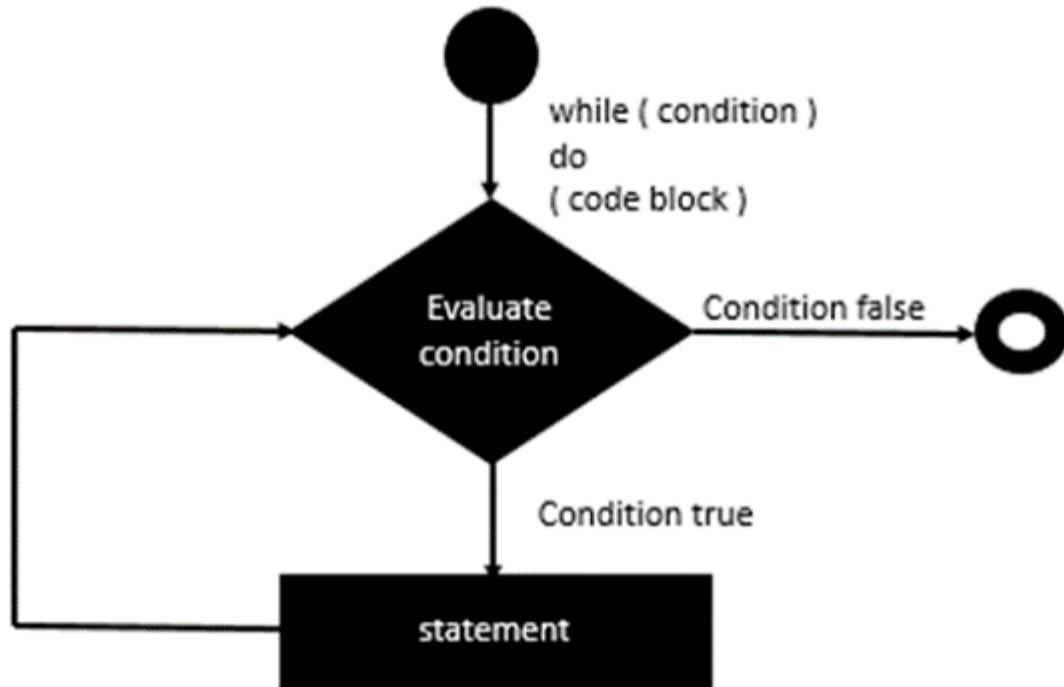 while ( condition )
do
( code block )
Evaluate
condition
Condition false
Condition true
statement